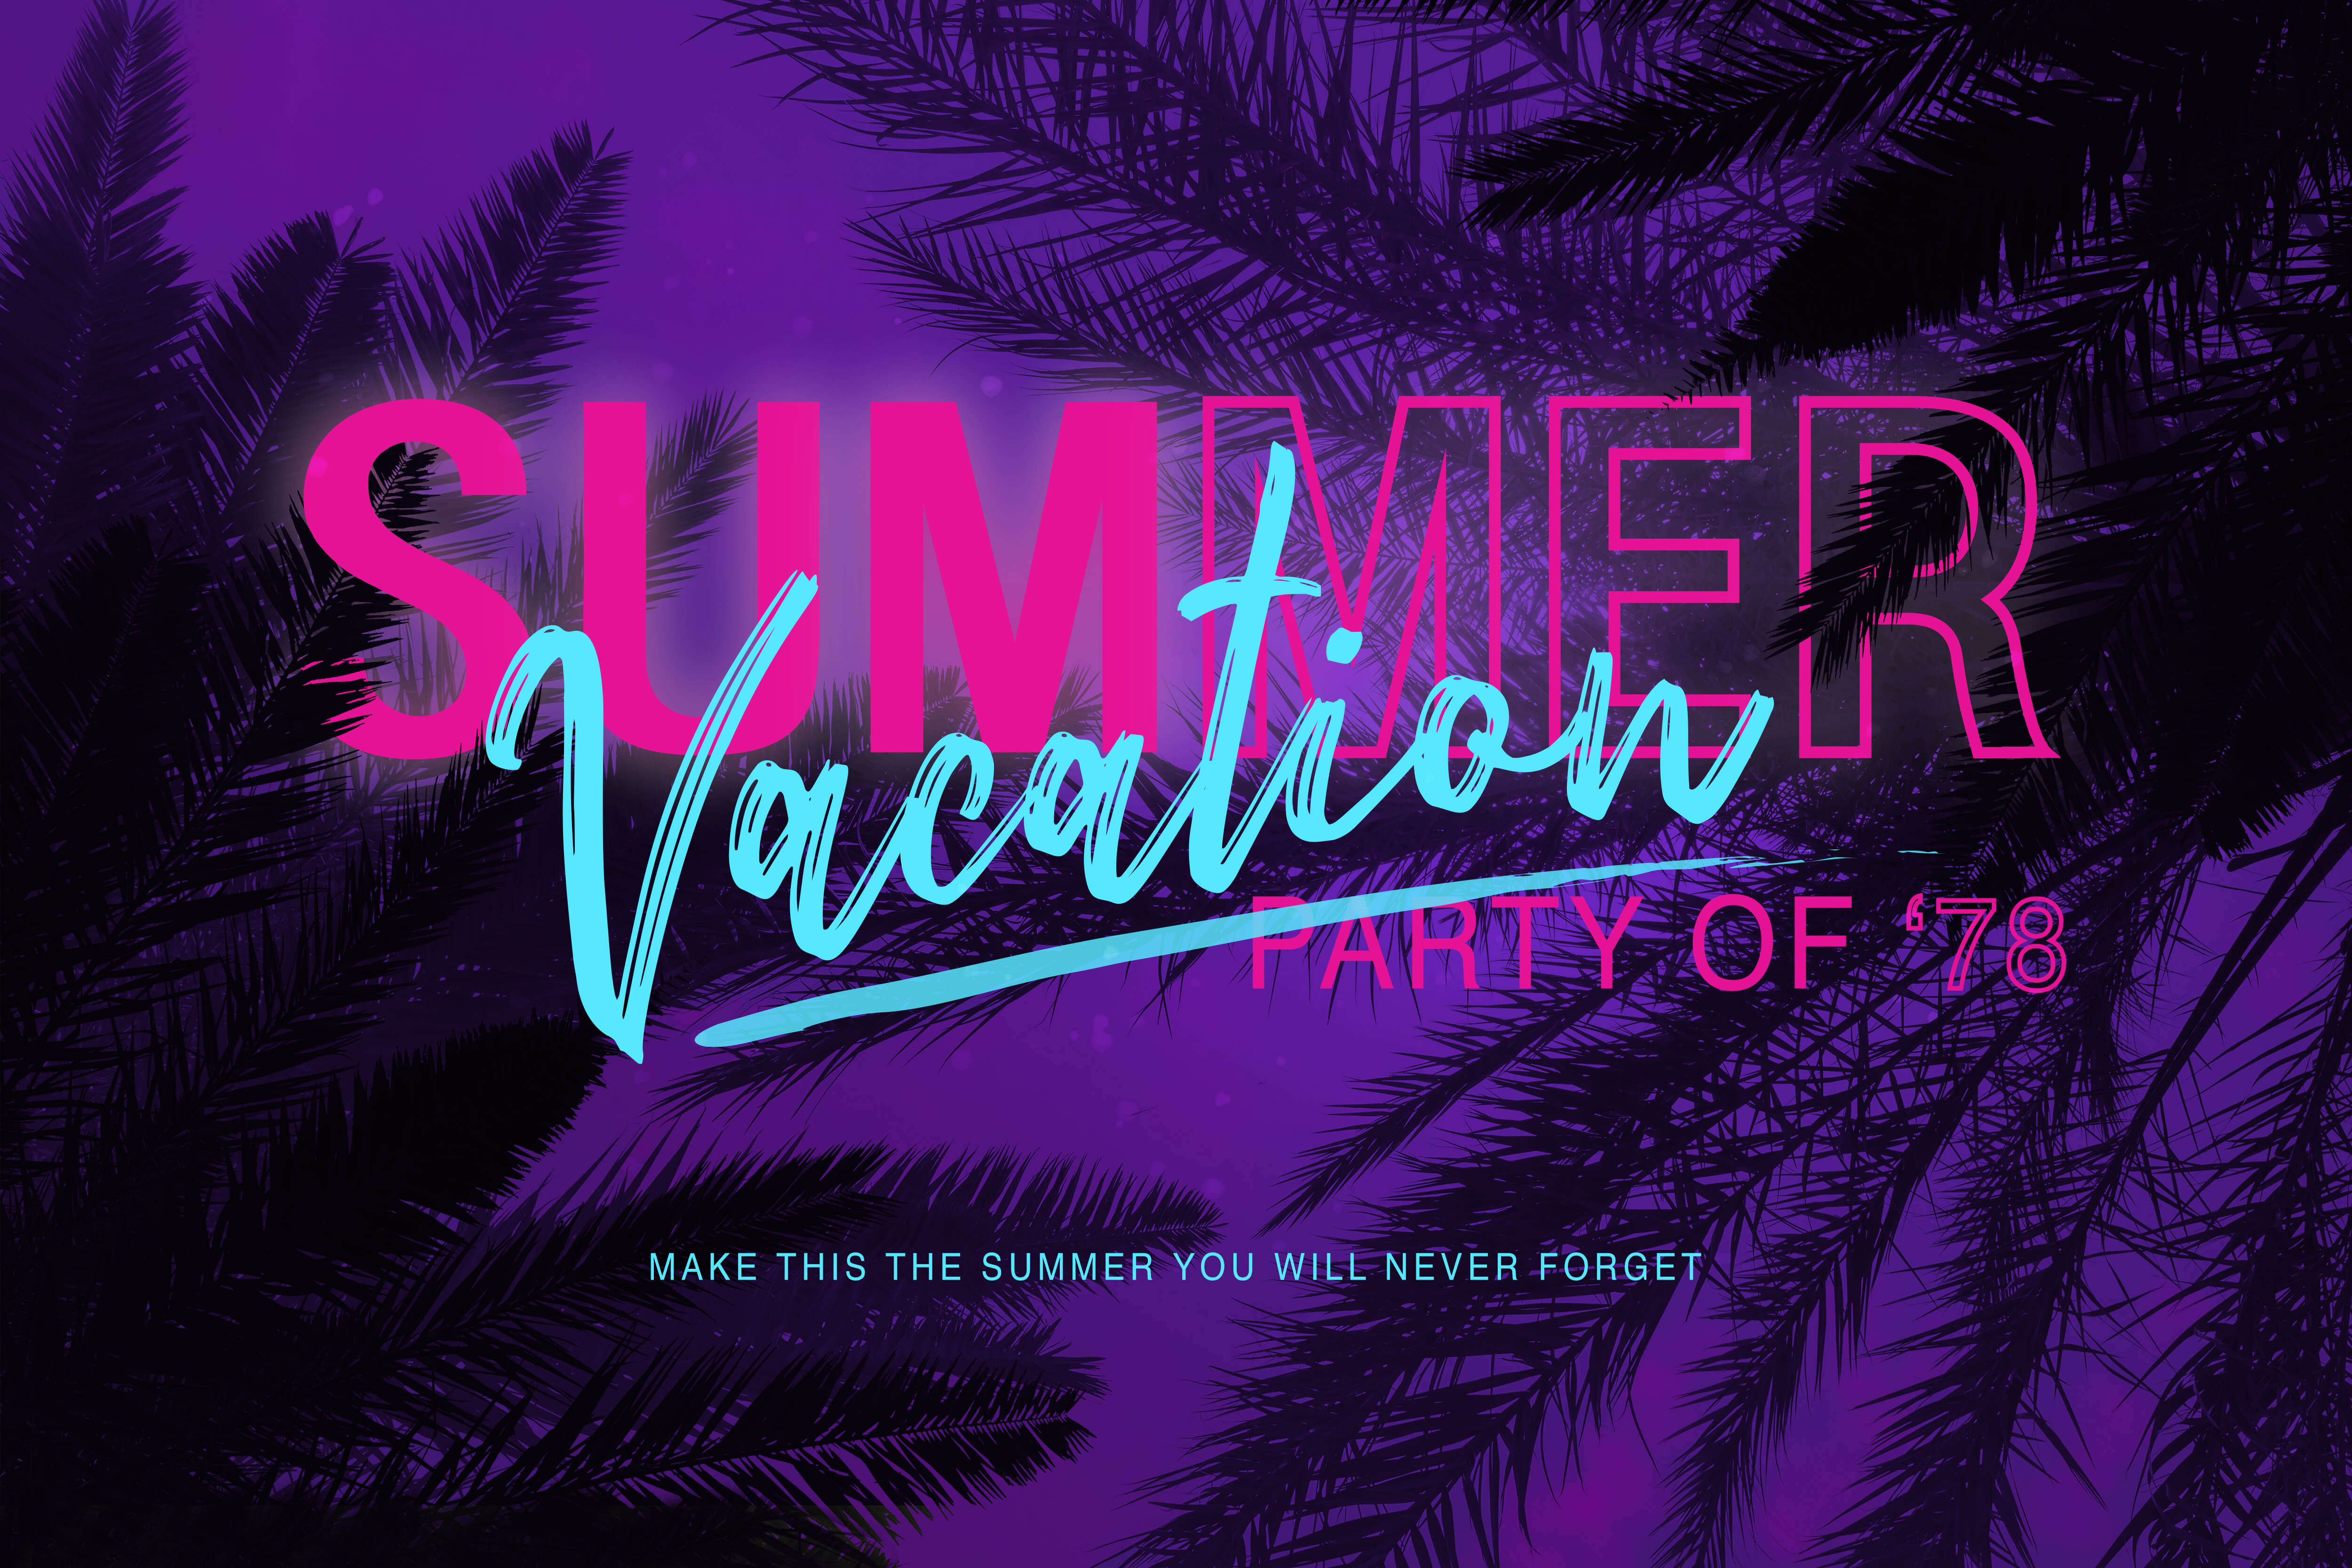 SUMMER
Vacation
PARTY OF ‘78
MAKE THIS THE SUMMER YOU WILL NEVER FORGET